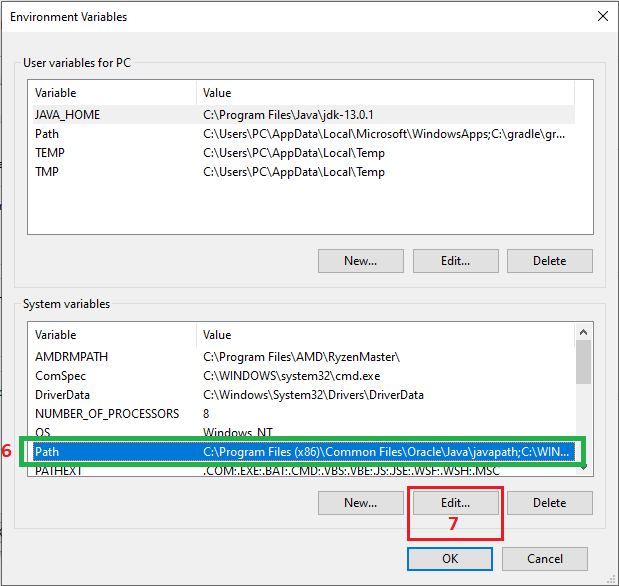 Environment Variables
User variables for PC
Variable Value
JAVA_HOME C:\Program Files\Java\jdk-13.0.1
Path C:\Users\PC\AppData\Local\Microsoft\WindowsApps;C:\gradle\gr...
TEMP C:\Users\PC\AppData\Local\Temp
TMP C:\Users\PC\AppData\Local\Temp
New... Edit... Delete
System variables
Variable Value
AMDRMPATH C:\Program Files\AMD\RyzenMaster\
ComSpec C:\WINDOWS\system32\cmd.exe
DriverData C:\Windows\System32\Drivers\DriverData
NUMBER_OF_PROCESSORS 8
OS Windows_NT
6 Path C:\Program Files (x86)\Common Files\Oracle\Java\javapath;C:\WIN...
PATHEXT .COM;.EXE;.BAT;.CMD;.VBS;.VBE;.JS;.JSE;.WSF;.WSH;.MSC
New... Edit... Delete
7
OK Cancel